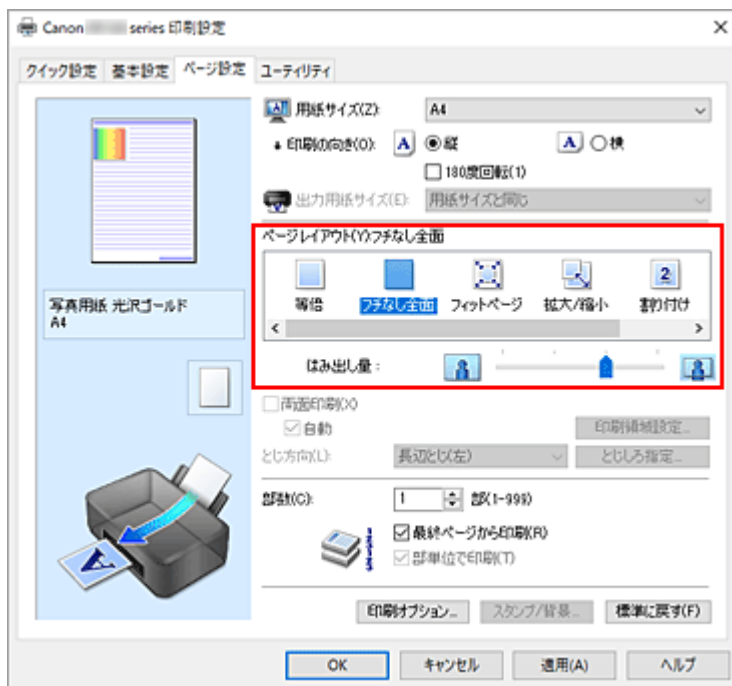 Canon series 印刷設定
クイック設定 基本設定 ページ設定 ユーティリティ
用紙サイズ(Z): A4
印刷の向き(O): A 縦 A 横
180度回転(1)
出力用紙サイズ(E): 用紙サイズと同じ
ページレイアウト(Y):フチなし全面
等倍 フチなし全面 フィットページ 拡大/縮小 2 割り付け
はみ出し量 :
写真用紙 光沢ゴールド
A4
両面印刷(X)
自動 印刷領域設定...
とじ方向(L): 長辺とじ(左) とじしろ指定...
部数(C): 1 部(1-999)
最終ページから印刷(R)
部単位で印刷(T)
A
印刷オプション... スタンプ/背景... 標準に戻す(F)
OK キャンセル 適用(A) ヘルプ